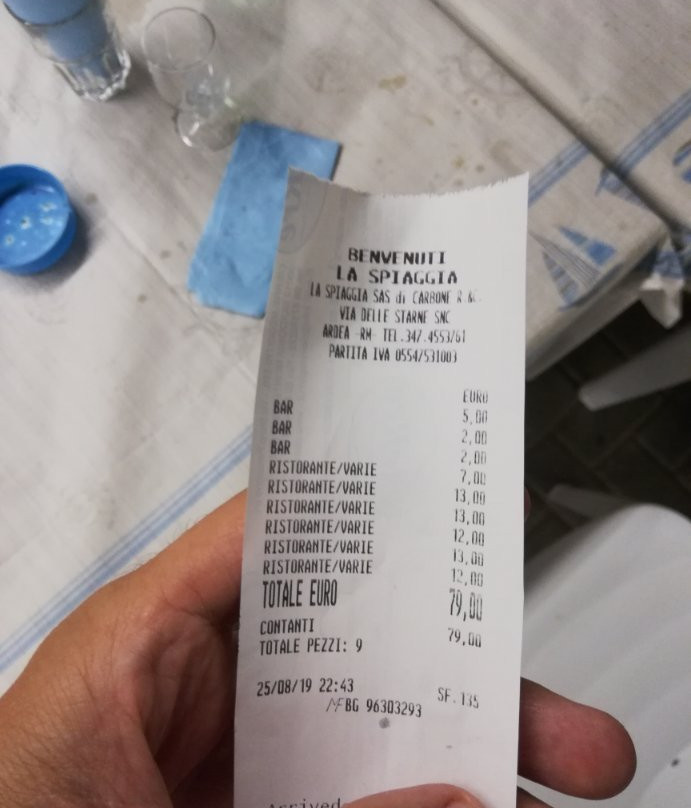 BENVENUTI
LA SPIAGGIA
LA SPIAGGIA SAS di CARBONE R.
VIA DELLE STARNE SNC
ARDEA -RM- TEL.347.4553761
PARTITA IVA 05547531003
EURO
BAR 5,00
BAR 2,00
BAR 2,00
RISTORANTE/VARIE 7,00
RISTORANTE/VARIE 13,00
RISTORANTE/VARIE 13,00
RISTORANTE/VARIE 12,00
RISTORANTE/VARIE 13,00
RISTORANTE/VARIE 12,00
TOTALE EURO 79,00
CONTANTI 79,00
TOTALE PEZZI: 9
25/08/19 22:43 SF.135
MFBG 96303293
Arrived